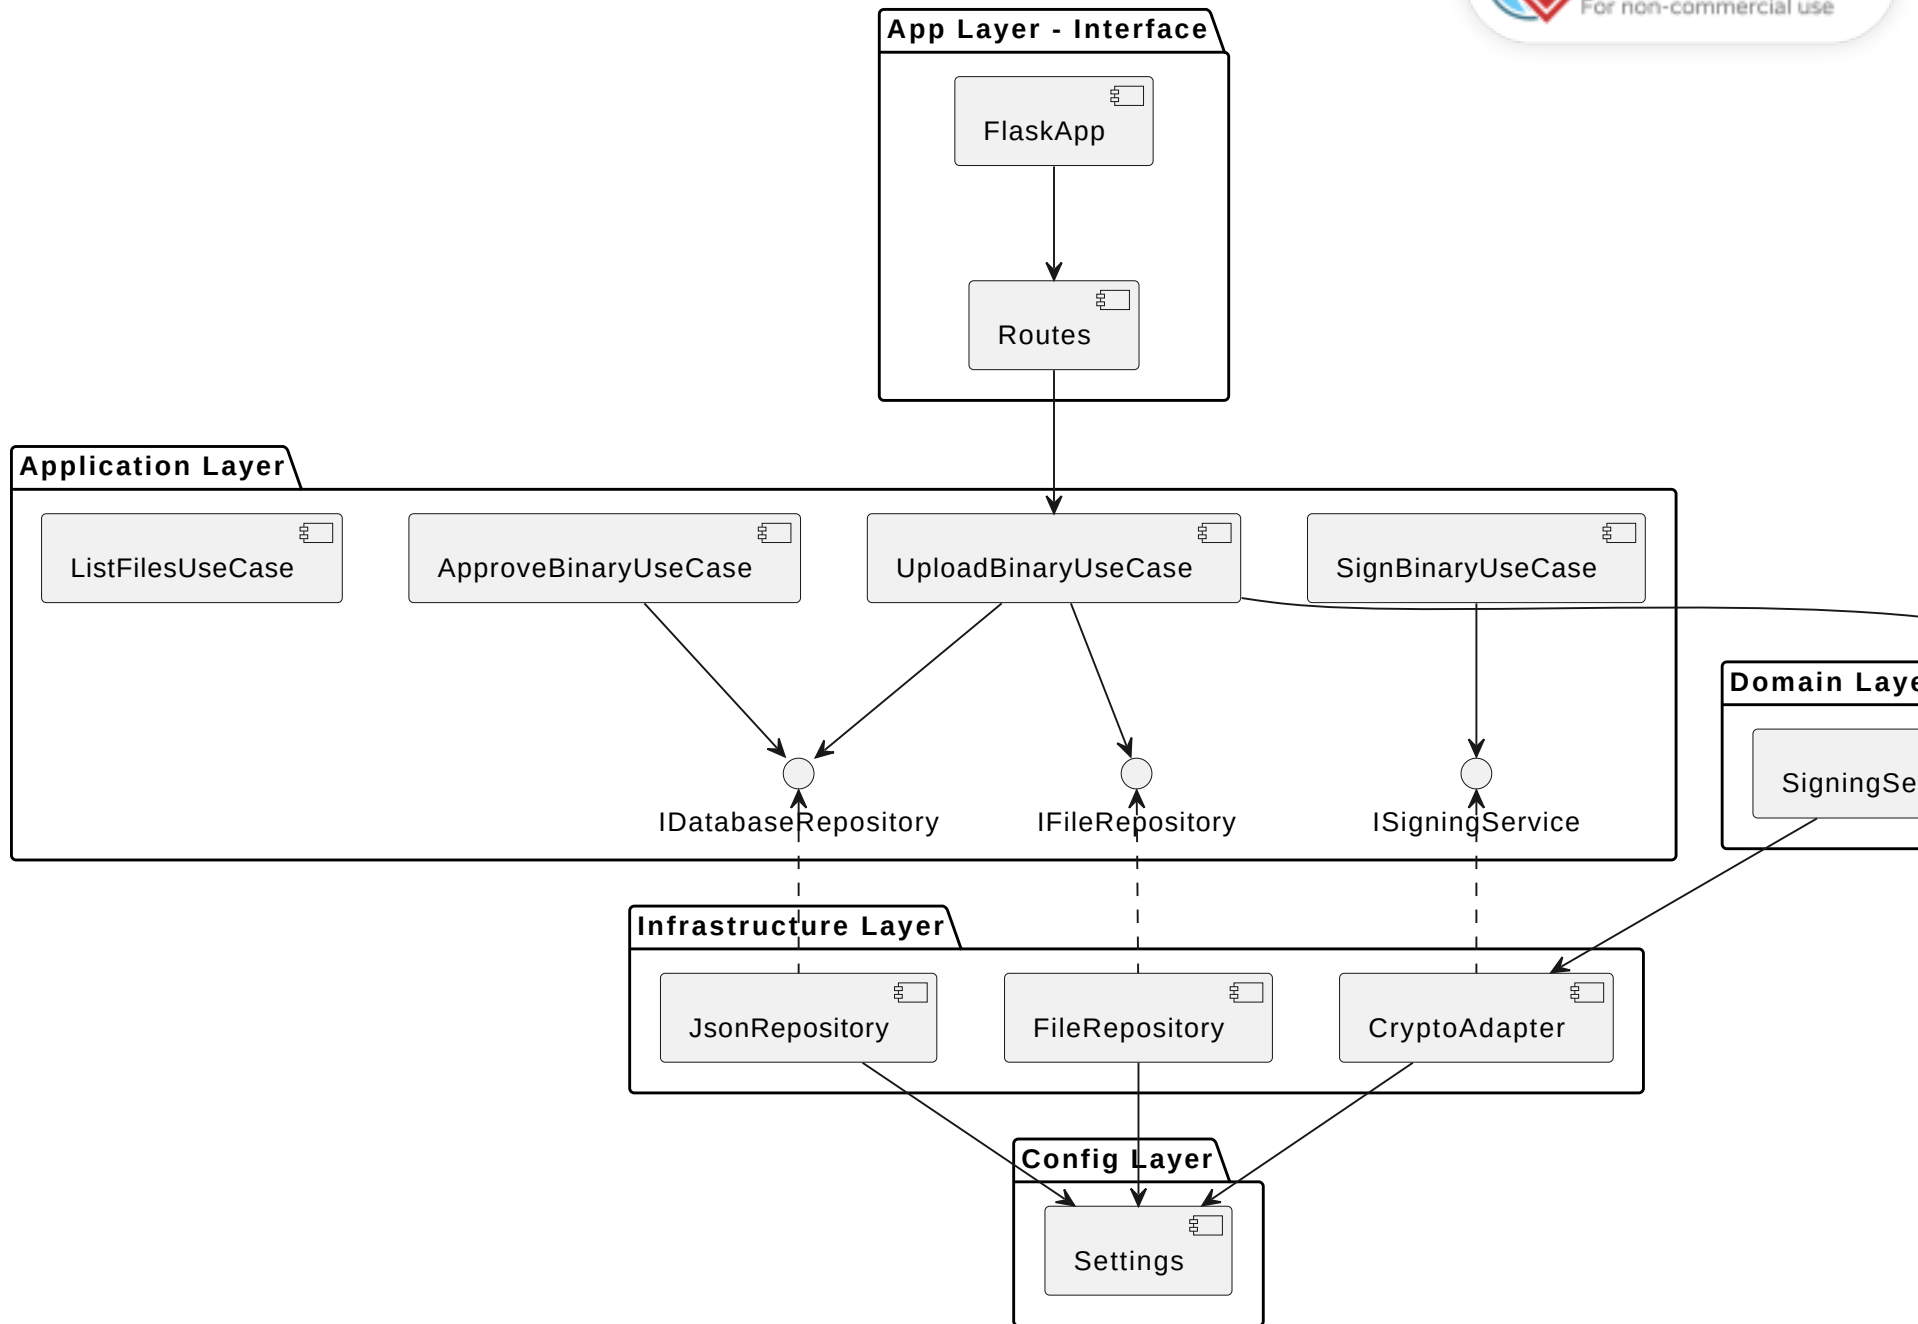 For non-commercial use
App Layer - Interface
FlaskApp
Routes
Application Layer
ListFilesUseCase
ApproveBinaryUseCase
UploadBinaryUseCase
SignBinaryUseCase
Domain Laye
SigningSe
IDatabaseRepository
IFileRepository
ISigningService
Infrastructure Layer
JsonRepository
FileRepository
CryptoAdapter
Config Layer
Settings